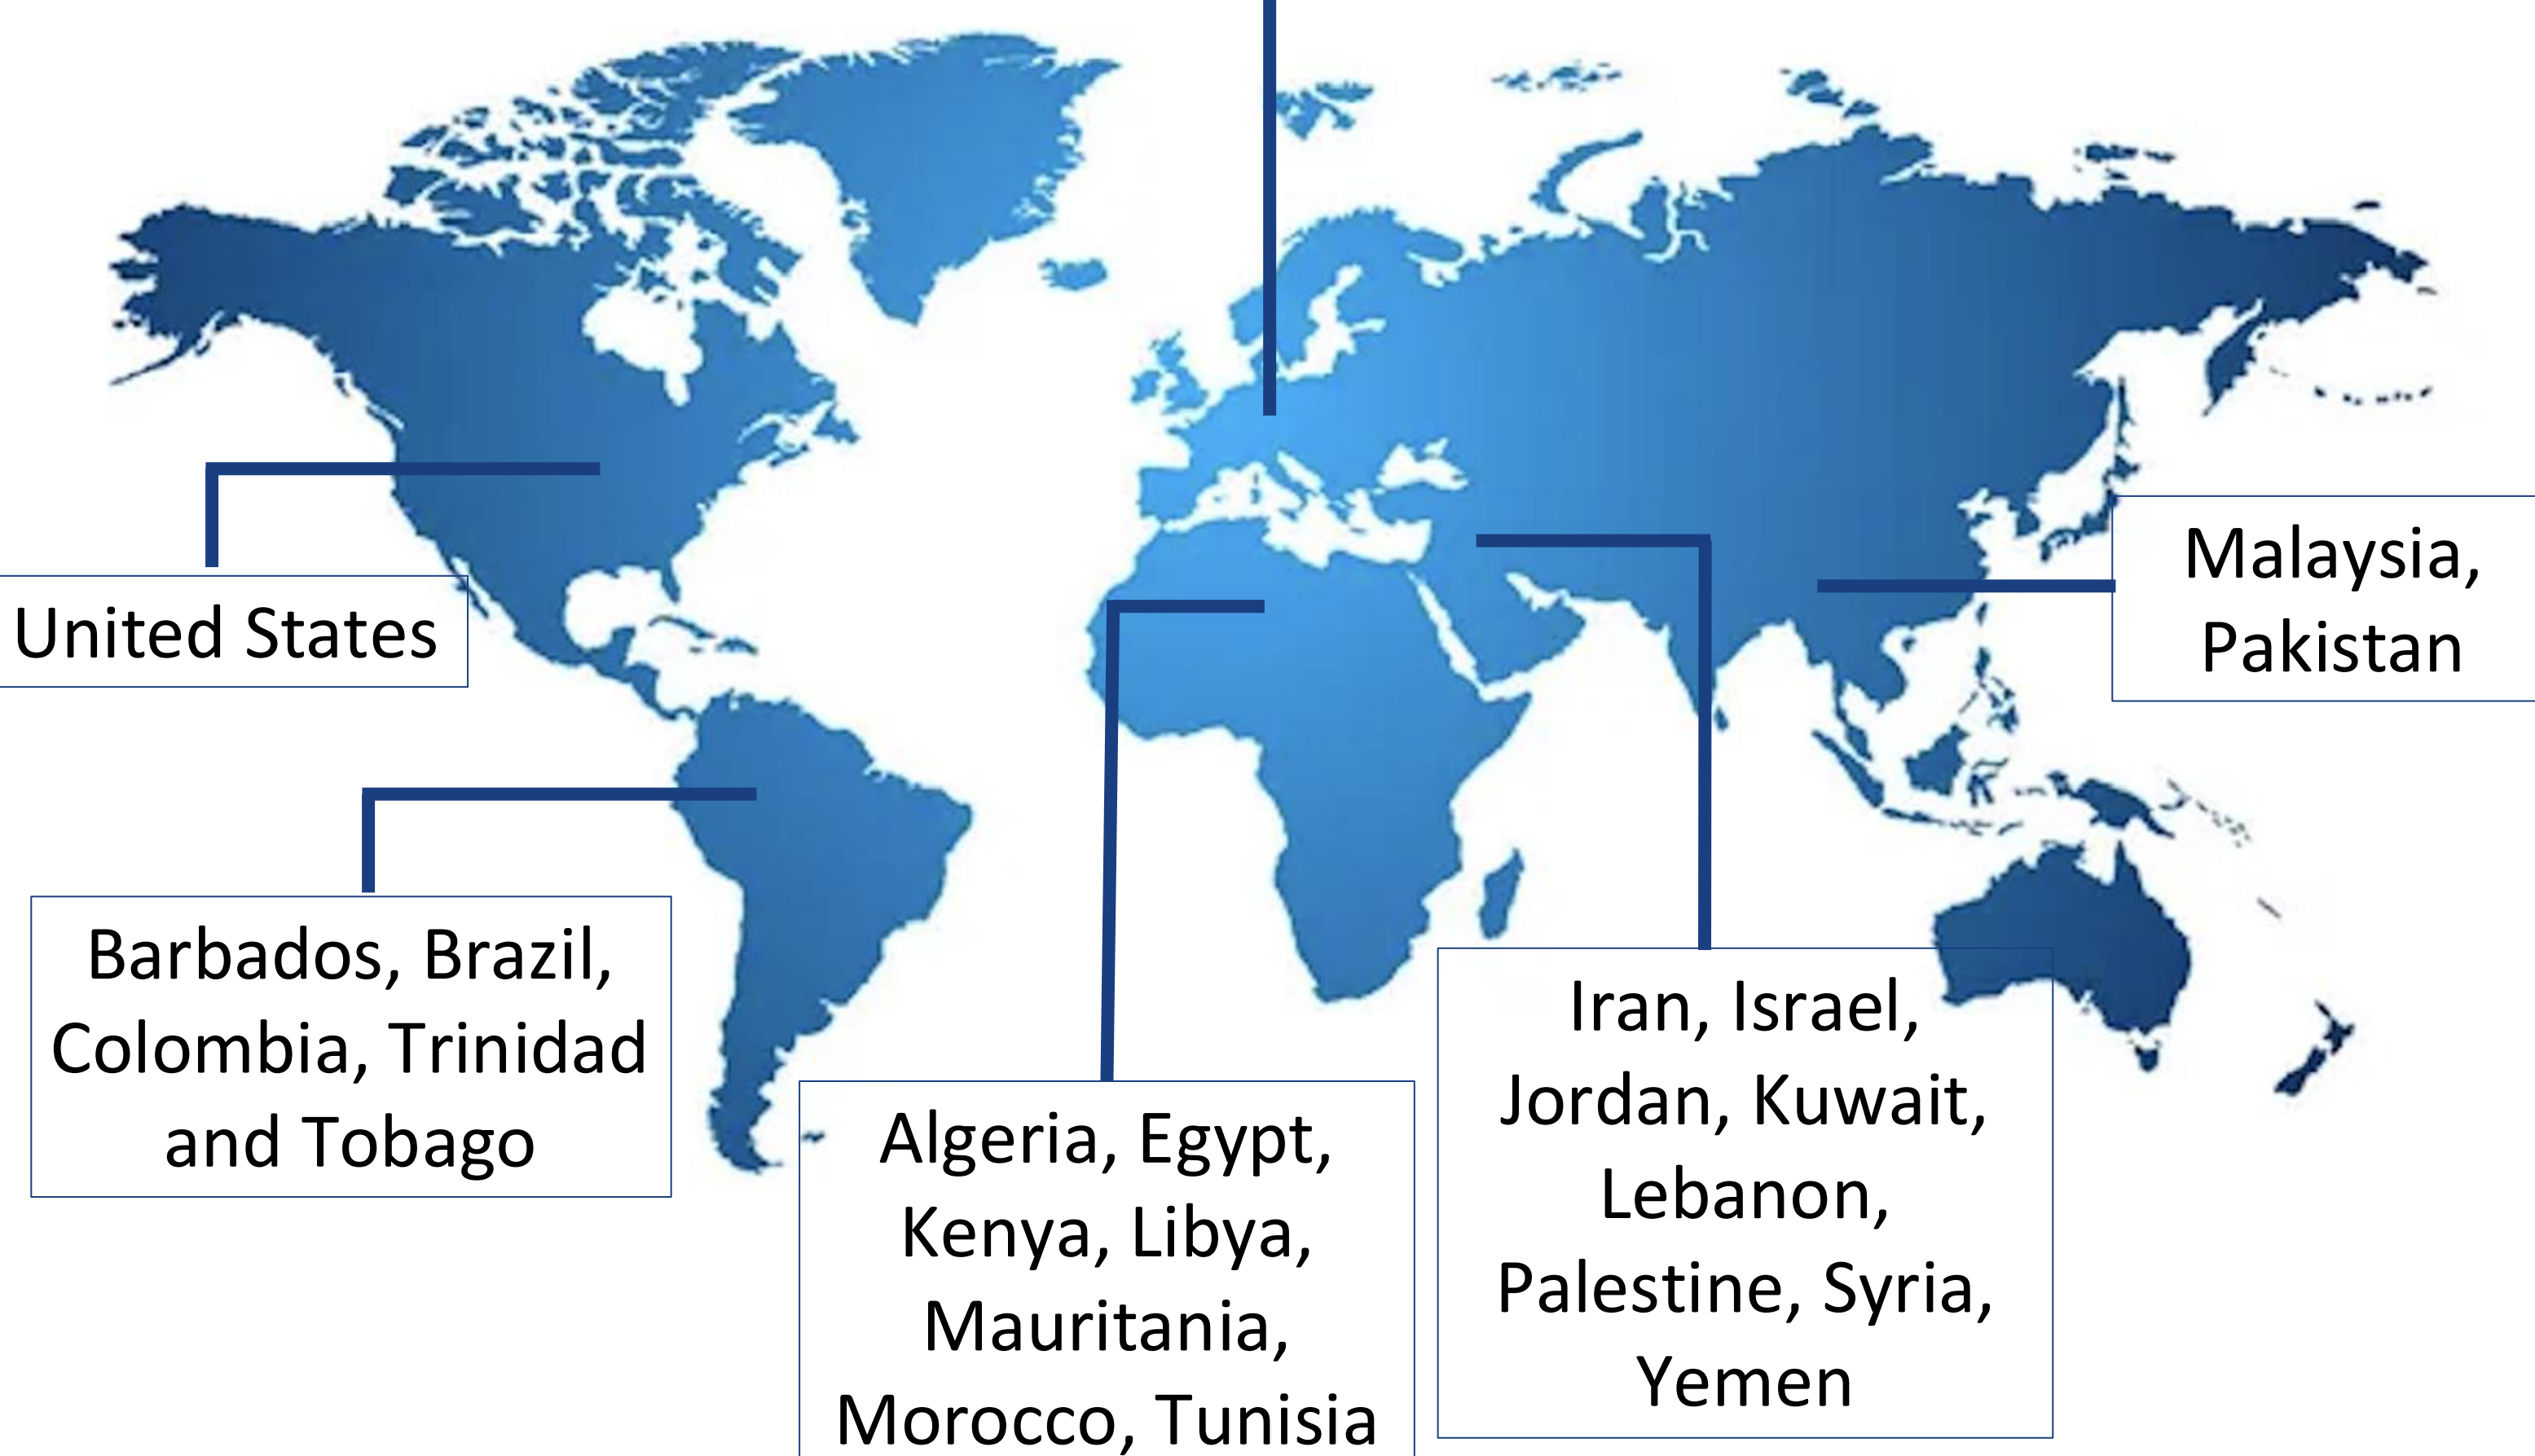 United States
Malaysia,
Pakistan
Barbados, Brazil,
Colombia, Trinidad
and Tobago
Algeria, Egypt,
Kenya, Libya,
Mauritania,
Morocco, Tunisia
Iran, Israel,
Jordan, Kuwait,
Lebanon,
Palestine, Syria,
Yemen